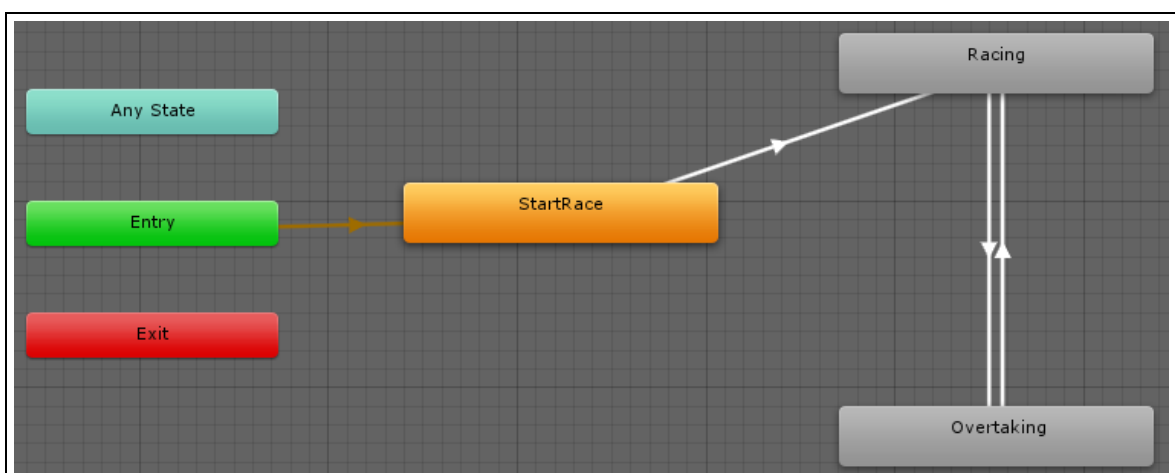 Racing
Any State
StartRace
Entry
Exit
Overtaking